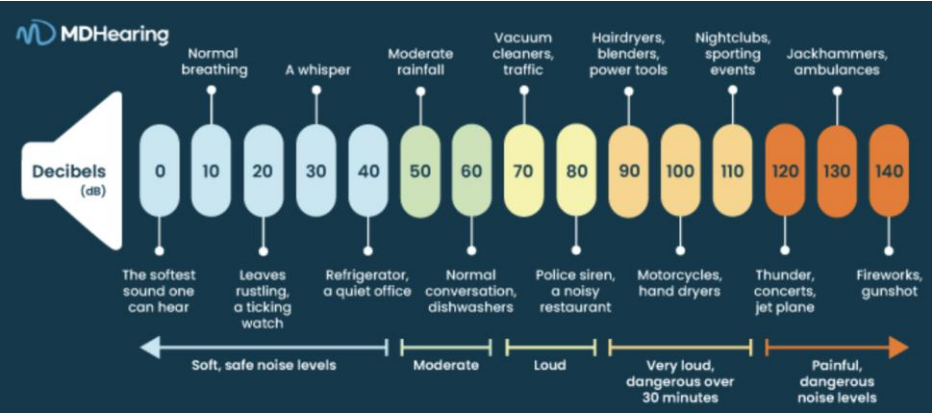 MDHearing
Normal
breathing
A whisper
Moderate
rainfall
Vacuum
cleaners,
traffic
Hairdryers,
blenders,
power tools
Nightclubs,
sporting
events
Jackhammers,
ambulances
Decibels
(dB)
0 10 20 30 40 50 60 70 80 90 100 110 120 130 140
The softest
sound one
can hear
Leaves
rustling,
a ticking
watch
Refrigerator,
a quiet office
Normal
conversation,
dishwashers
Police siren,
a noisy
restaurant
Motorcycles,
hand dryers
Thunder,
concerts,
jet plane
Fireworks,
gunshot
Soft, safe noise levels
Moderate
Loud
Very loud,
dangerous over
30 minutes
Painful,
dangerous
noise levels